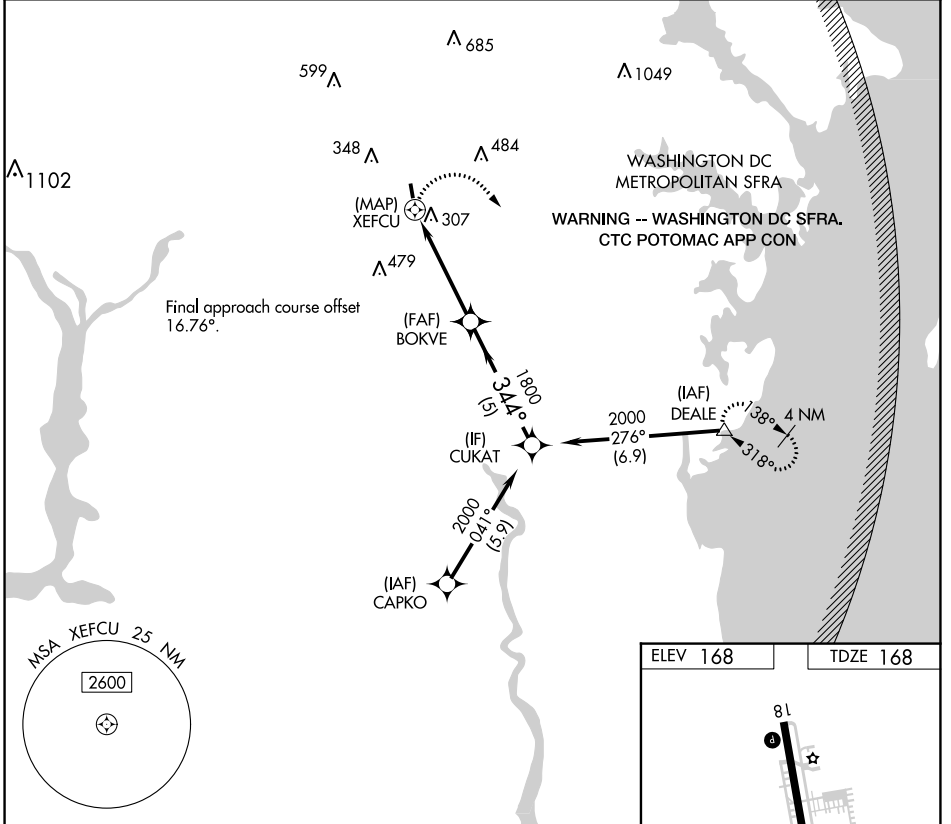 685
599
1049
348
484
1102
WASHINGTON DC
METROPOLITAN SFRA
(MAP)
XEFCU
307
WARNING -- WASHINGTON DC SFRA.
CTC POTOMAC APP CON
479
Final approach course offset
16.76°.
(FAF)
BOKVE
1800
344°
(5)
(IAF)
DEALE
138°
4 NM
318°
2000
276°
(6.9)
(IF)
CUKAT
2000
041°
(5.9)
(IAF)
CAPKO
MSA XEFCU 25 NM
2600
ELEV 168
TDZE 168
18
P